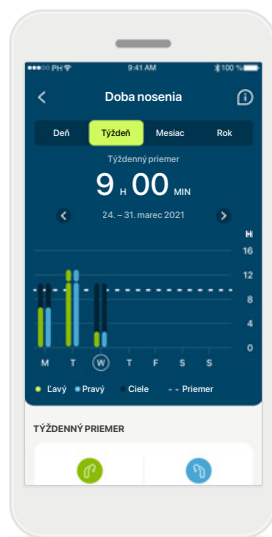 PH
9:41 AM
100 %
Doba nosenia
Deň Týždeň Mesiac Rok
Týždenný priemer
9 H 00 MIN
24. – 31. marec 2021
H
16
12
8
4
0
M T W T F S S
Ľavý Pravý Ciele - - Priemer
TÝŽDENNÝ PRIEMER